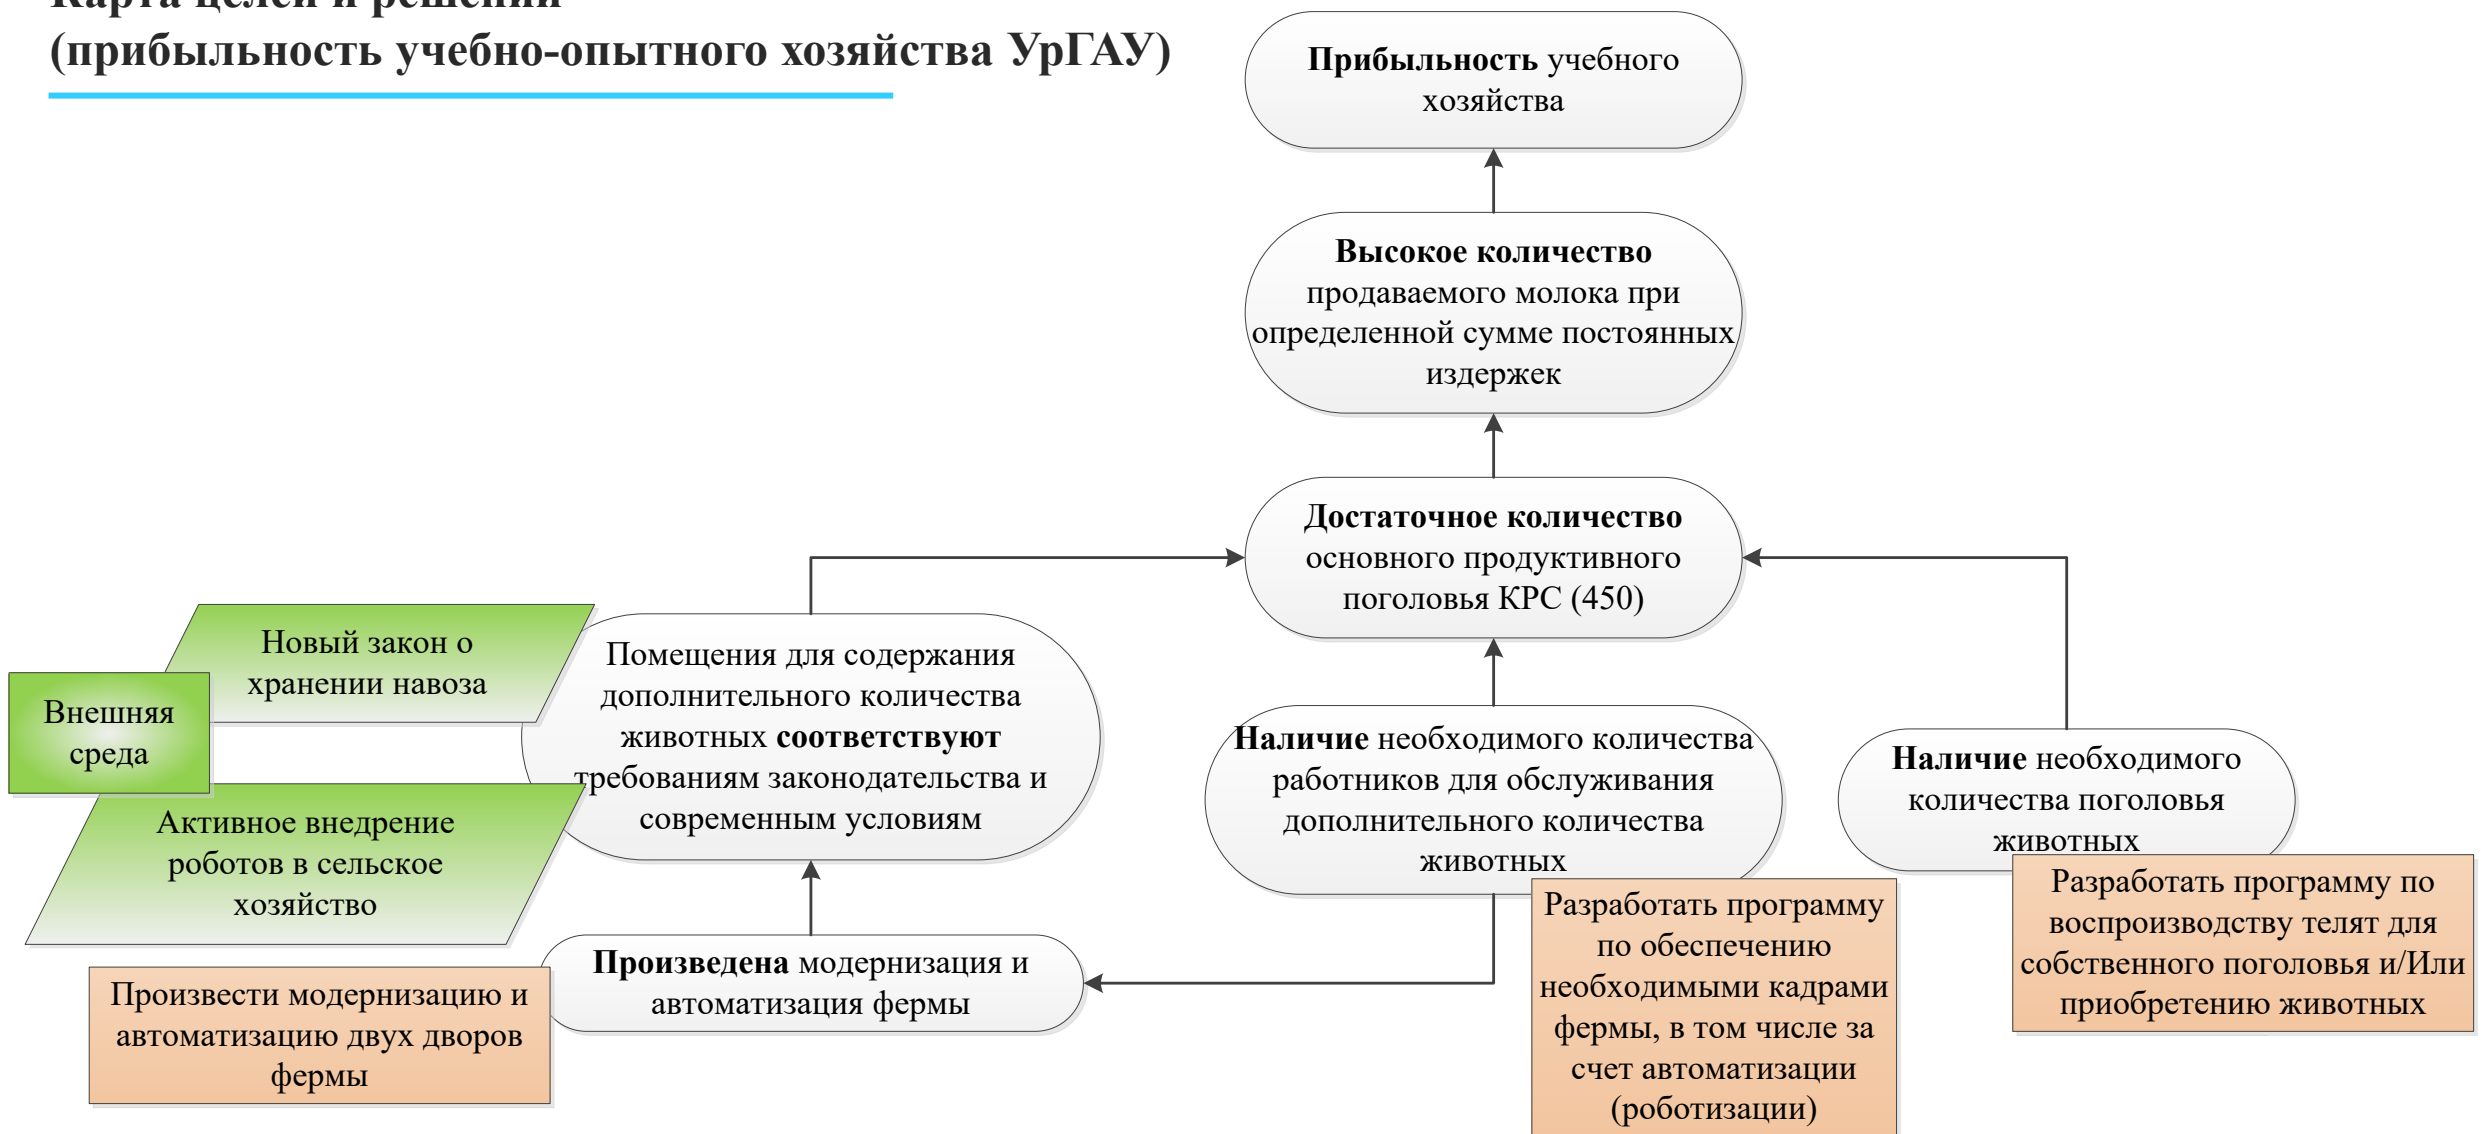 Карта целей и решений
(прибыльность учебно-опытного хозяйства УрГАУ)
Прибыльность учебного
хозяйства
Высокое количество
продаваемого молока при
определенной сумме постоянных
издержек
Достаточное количество
основного продуктивного
поголовья КРС (450)
Новый закон о
хранении навоза
Внешняя
среда
Активное внедрение
роботов в сельское
хозяйство
Помещения для содержания
дополнительного количества
животных соответствуют
требованиям законодательства и
современным условиям
Наличие необходимого количества
работников для обслуживания
дополнительного количества
животных
Наличие необходимого
количества поголовья
животных
Произвести модернизацию и
автоматизацию двух дворов
фермы
Произведена модернизация и
автоматизация фермы
Разработать программу
по обеспечению
необходимыми кадрами
фермы, в том числе за
счет автоматизации
(роботизации)
Разработать программу по
воспроизводству телят для
собственного поголовья и/Или
приобретению животных